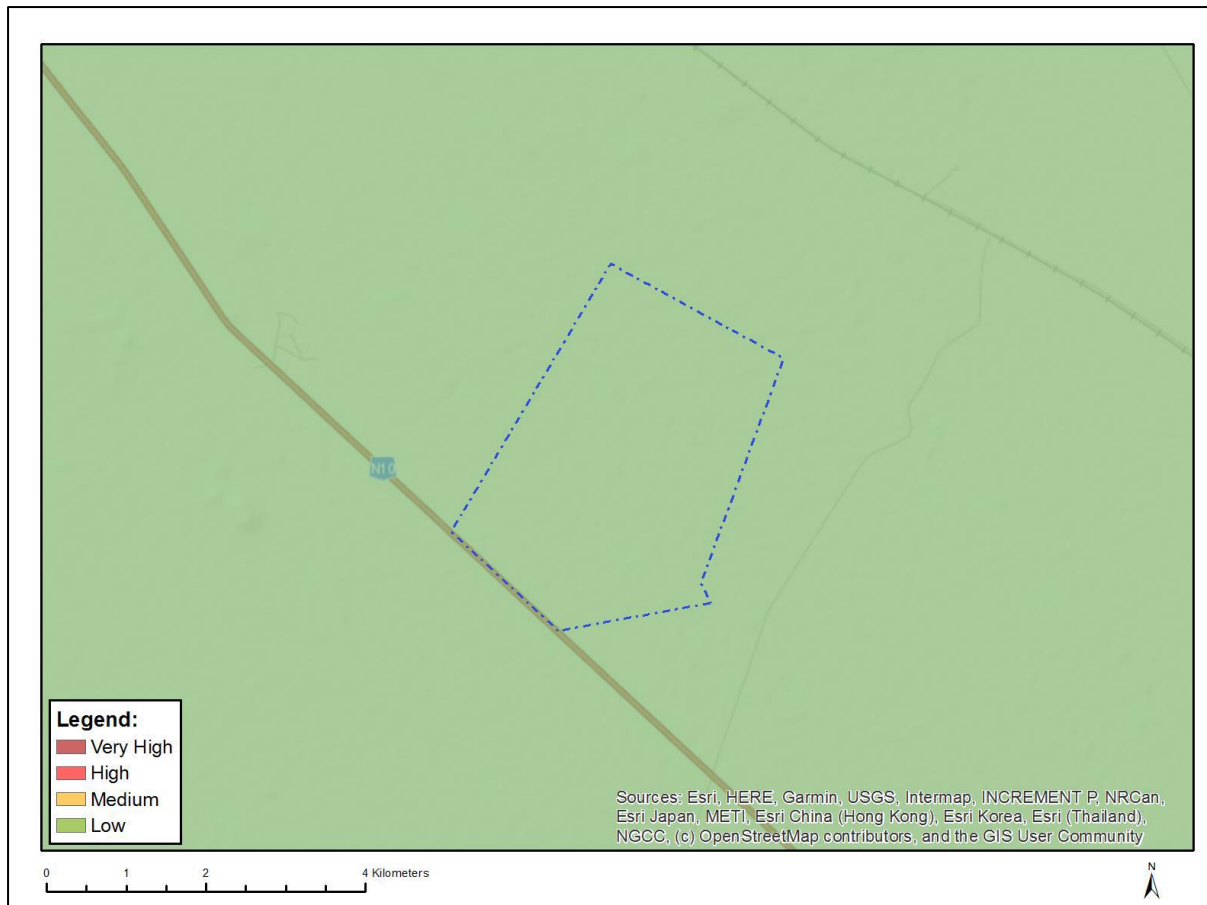 N10
Legend:
Very High
High
Medium
Low
Sources: Esri, HERE, Garmin, USGS, Intermap, INCREMENT P, NRCan,
Esri Japan, METI, Esri China (Hong Kong), Esri Korea, Esri (Thailand),
NGCC, (c) OpenStreetMap contributors, and the GIS User Community
0 1 2 4 Kilometers
N